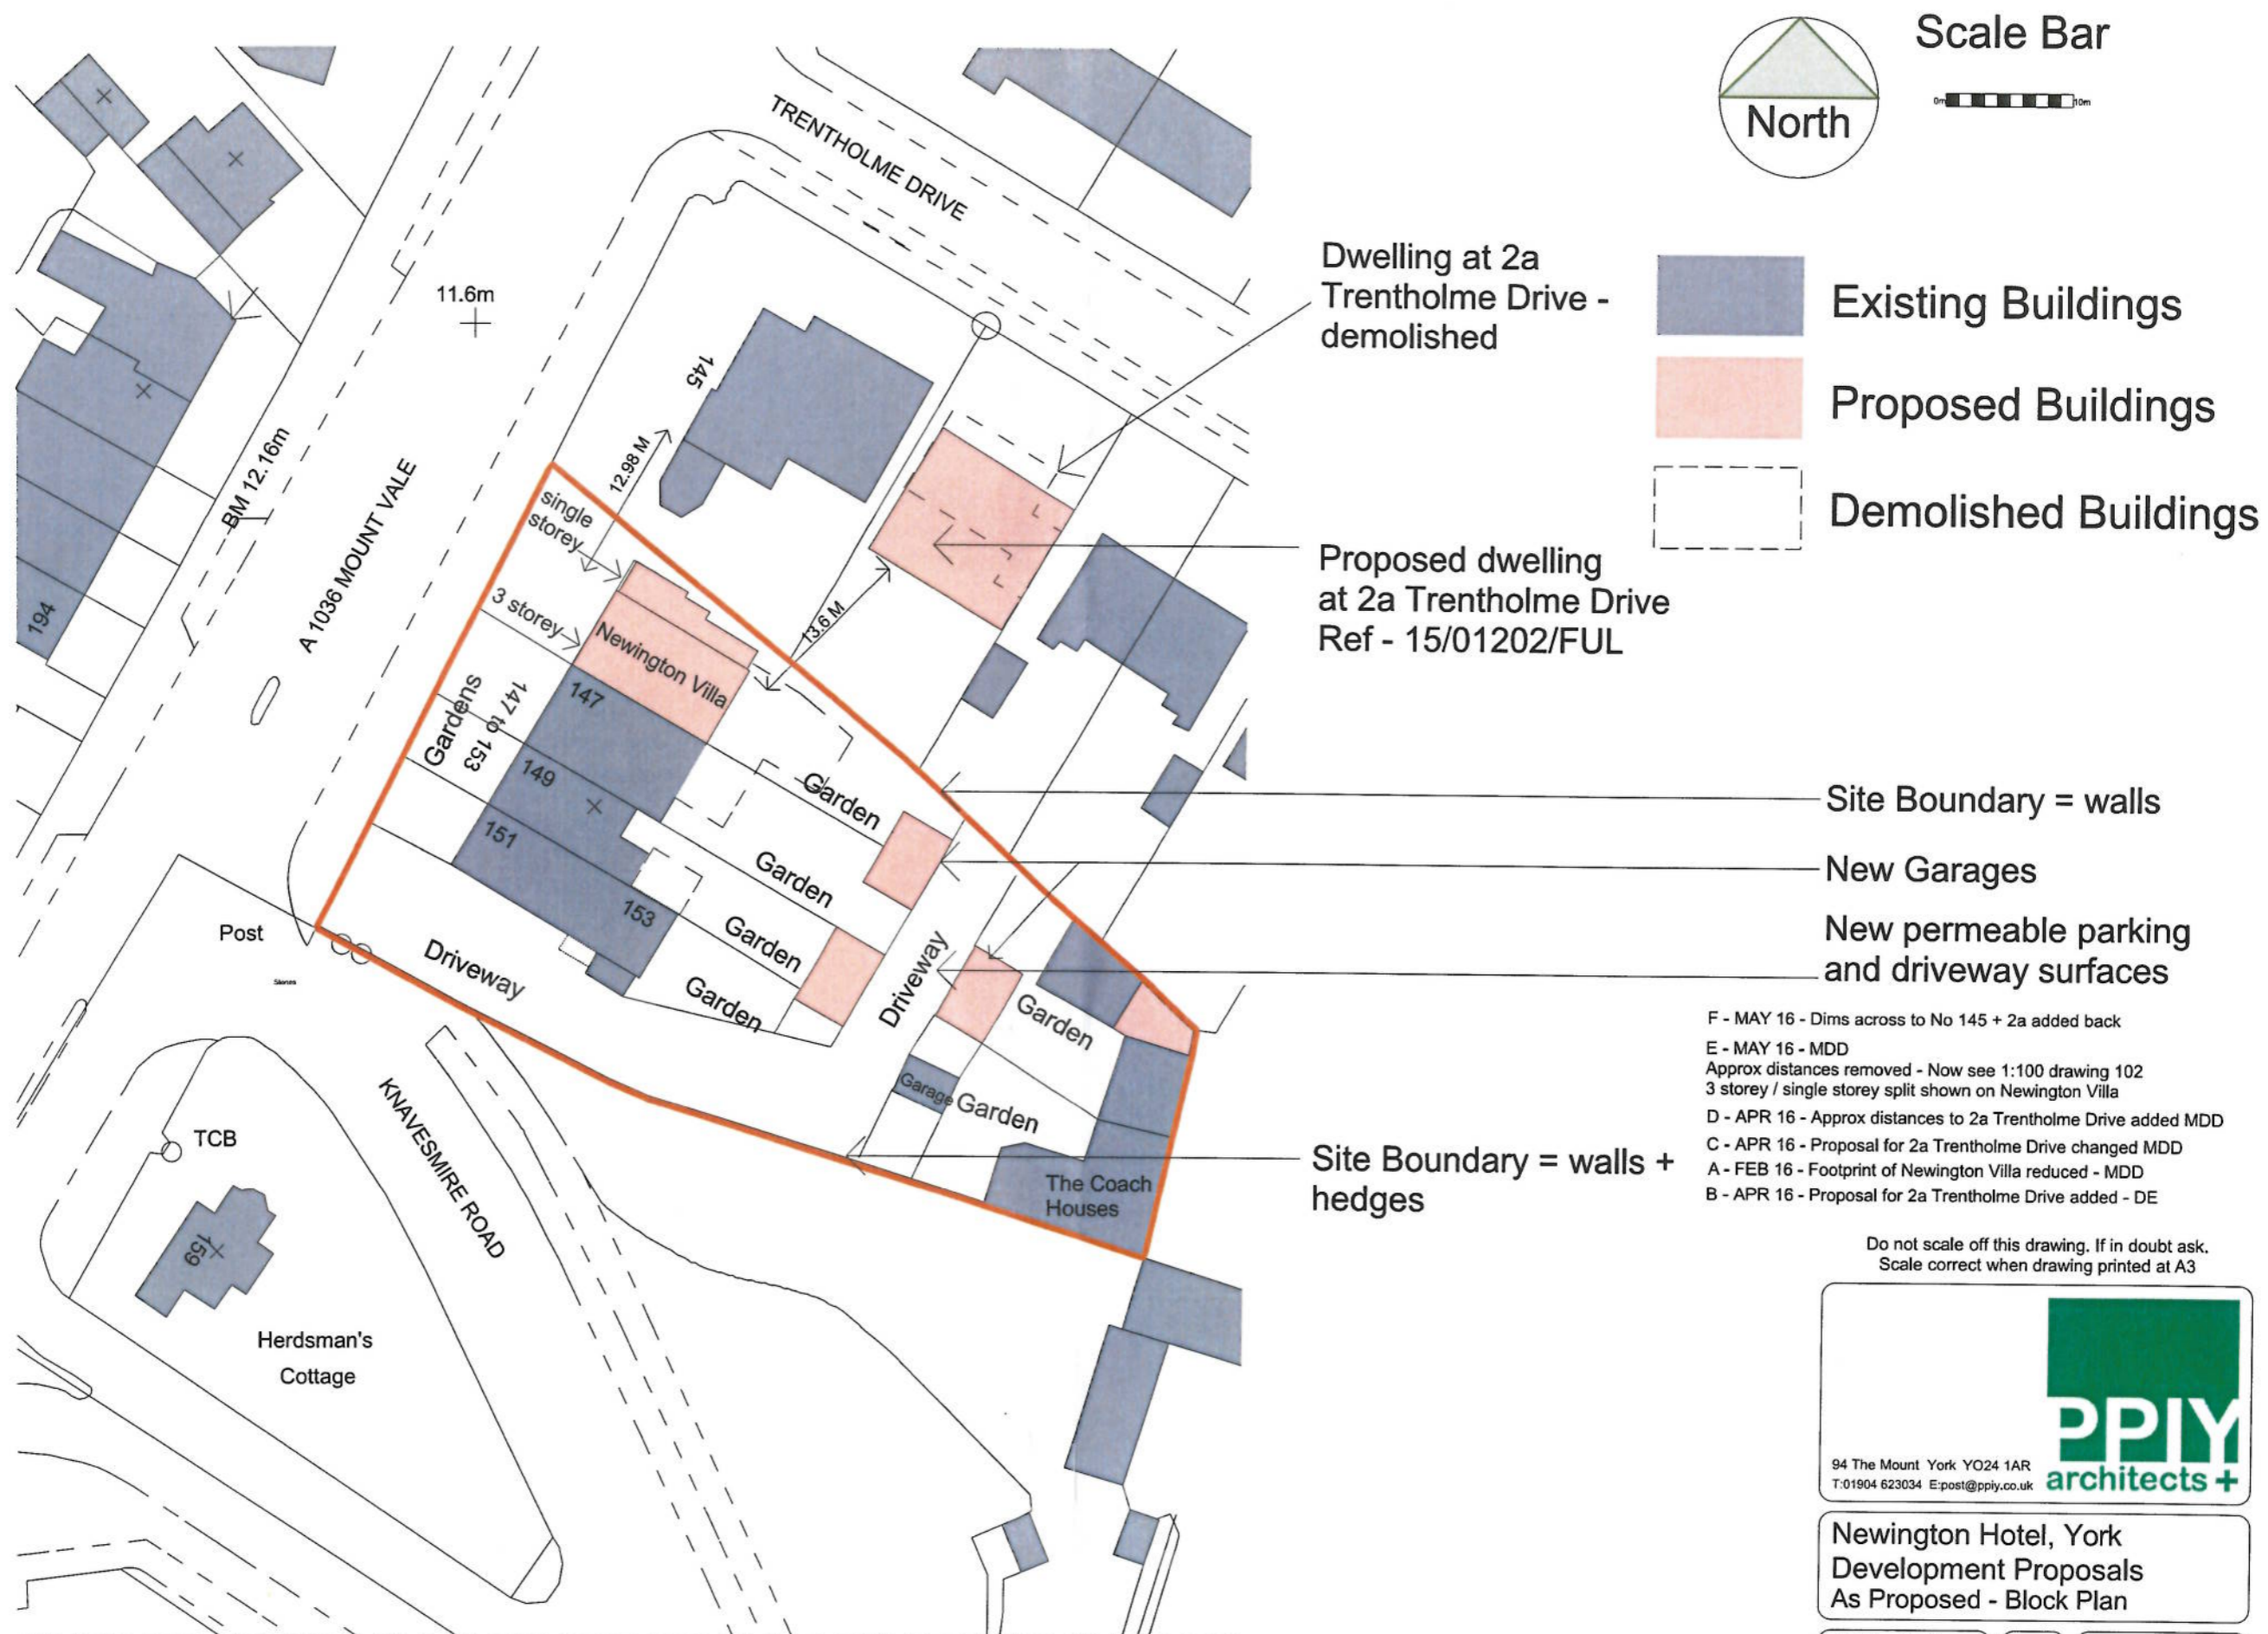 Scale Bar
North
0m
10m
TRENTHOLME DRIVE
Dwelling at 2a
Trentholme Drive -
demolished
Existing Buildings
Proposed Buildings
Demolished Buildings
11.6m
145
12.98 M
BM 12.16m
A 1036 MOUNT VALE
194
single
storey
3 storey
Newington Villa
13.6 M
Proposed dwelling
at 2a Trentholme Drive
Ref - 15/01202/FUL
Gardens
147 to
153
147
149
151
153
Garden
Garden
Garden
Garden
Driveway
Driveway
Garden
Garage
Garden
The Coach
Houses
Site Boundary = walls
New Garages
New permeable parking
and driveway surfaces
Post
TCB
KNAVESMIRE ROAD
159
Herdsman's
Cottage
Site Boundary = walls +
hedges
F - MAY 16 - Dims across to No 145 + 2a added back
E - MAY 16 - MDD
Approx distances removed - Now see 1:100 drawing 102
3 storey / single storey split shown on Newington Villa
D - APR 16 - Approx distances to 2a Trentholme Drive added MDD
C - APR 16 - Proposal for 2a Trentholme Drive changed MDD
A - FEB 16 - Footprint of Newington Villa reduced - MDD
B - APR 16 - Proposal for 2a Trentholme Drive added - DE
Do not scale off this drawing. If in doubt ask.
Scale correct when drawing printed at A3
PPIY
architects +
94 The Mount York YO24 1AR
T:01904 623034 E:post@ppiy.co.uk
Newington Hotel, York
Development Proposals
As Proposed - Block Plan